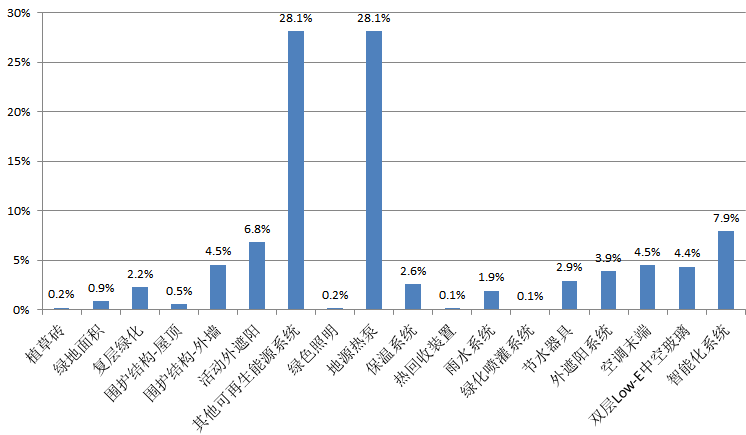 30%
25%
20%
15%
10%
5%
0%
0.2%
0.9%
2.2%
0.5%
4.5%
6.8%
28.1%
0.2%
28.1%
2.6%
0.1%
1.9%
0.1%
2.9%
3.9%
4.5%
4.4%
7.9%
植草砖
绿地面积
复层绿化
围护结构-屋顶
围护结构-外墙
活动外遮阳
其他可再生能源系统
绿色照明
地源热泵
保温系统
热回收装置
雨水系统
绿化喷灌系统
节水器具
外遮阳系统
空调末端
双层Low-E中空玻璃
智能化系统